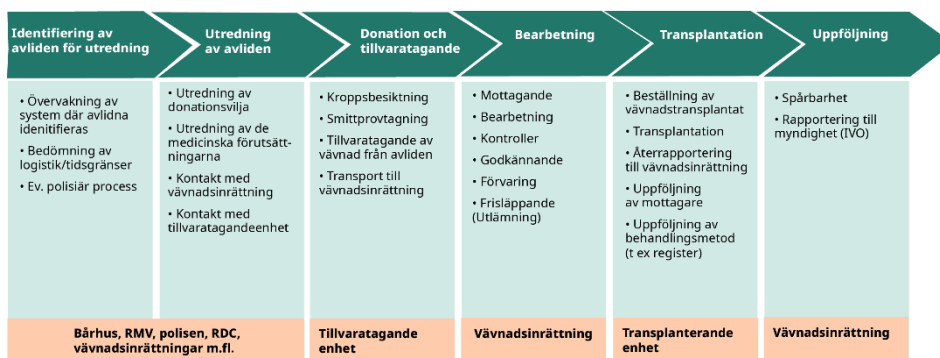 Identifiering av
avliden för utredning
Utredning
av avliden
Donation och
tillvaratagande
Bearbetning
Transplantation
Uppföljning
• Övervakning av
system där avlidna
idenitifieras
• Bedömning av
logistik/tidsgränser
• Ev. polisiär process
• Utredning av
donationsvilja
• Utredning av de
medicinska förutsätt-
ningarna
• Kontakt med
vävnadsinrättning
• Kontakt med
tillvaratagandeenhet
• Kroppsbesiktning
• Smittprovtagning
• Tillvaratagande av
vävnad från avliden
• Transport till
vävnadsinrättning
• Mottagande
• Bearbetning
• Kontroller
• Godkännande
• Förvaring
• Frisläppande
(Utlämning)
• Beställning av
vävnadstransplantat
• Transplantation
• Återrapportering
till vävnadsinrättning
• Uppföljning
av mottagare
• Uppföljning av
behandlingsmetod
(t ex register)
• Spårbarhet
• Rapportering till
myndighet (IVO)
Bårhus, RMV, polisen, RDC,
vävnadsinrättningar m.fl.
Tillvaratagande
enhet
Vävnadsinrättning
Transplanterande
enhet
Vävnadsinrättning